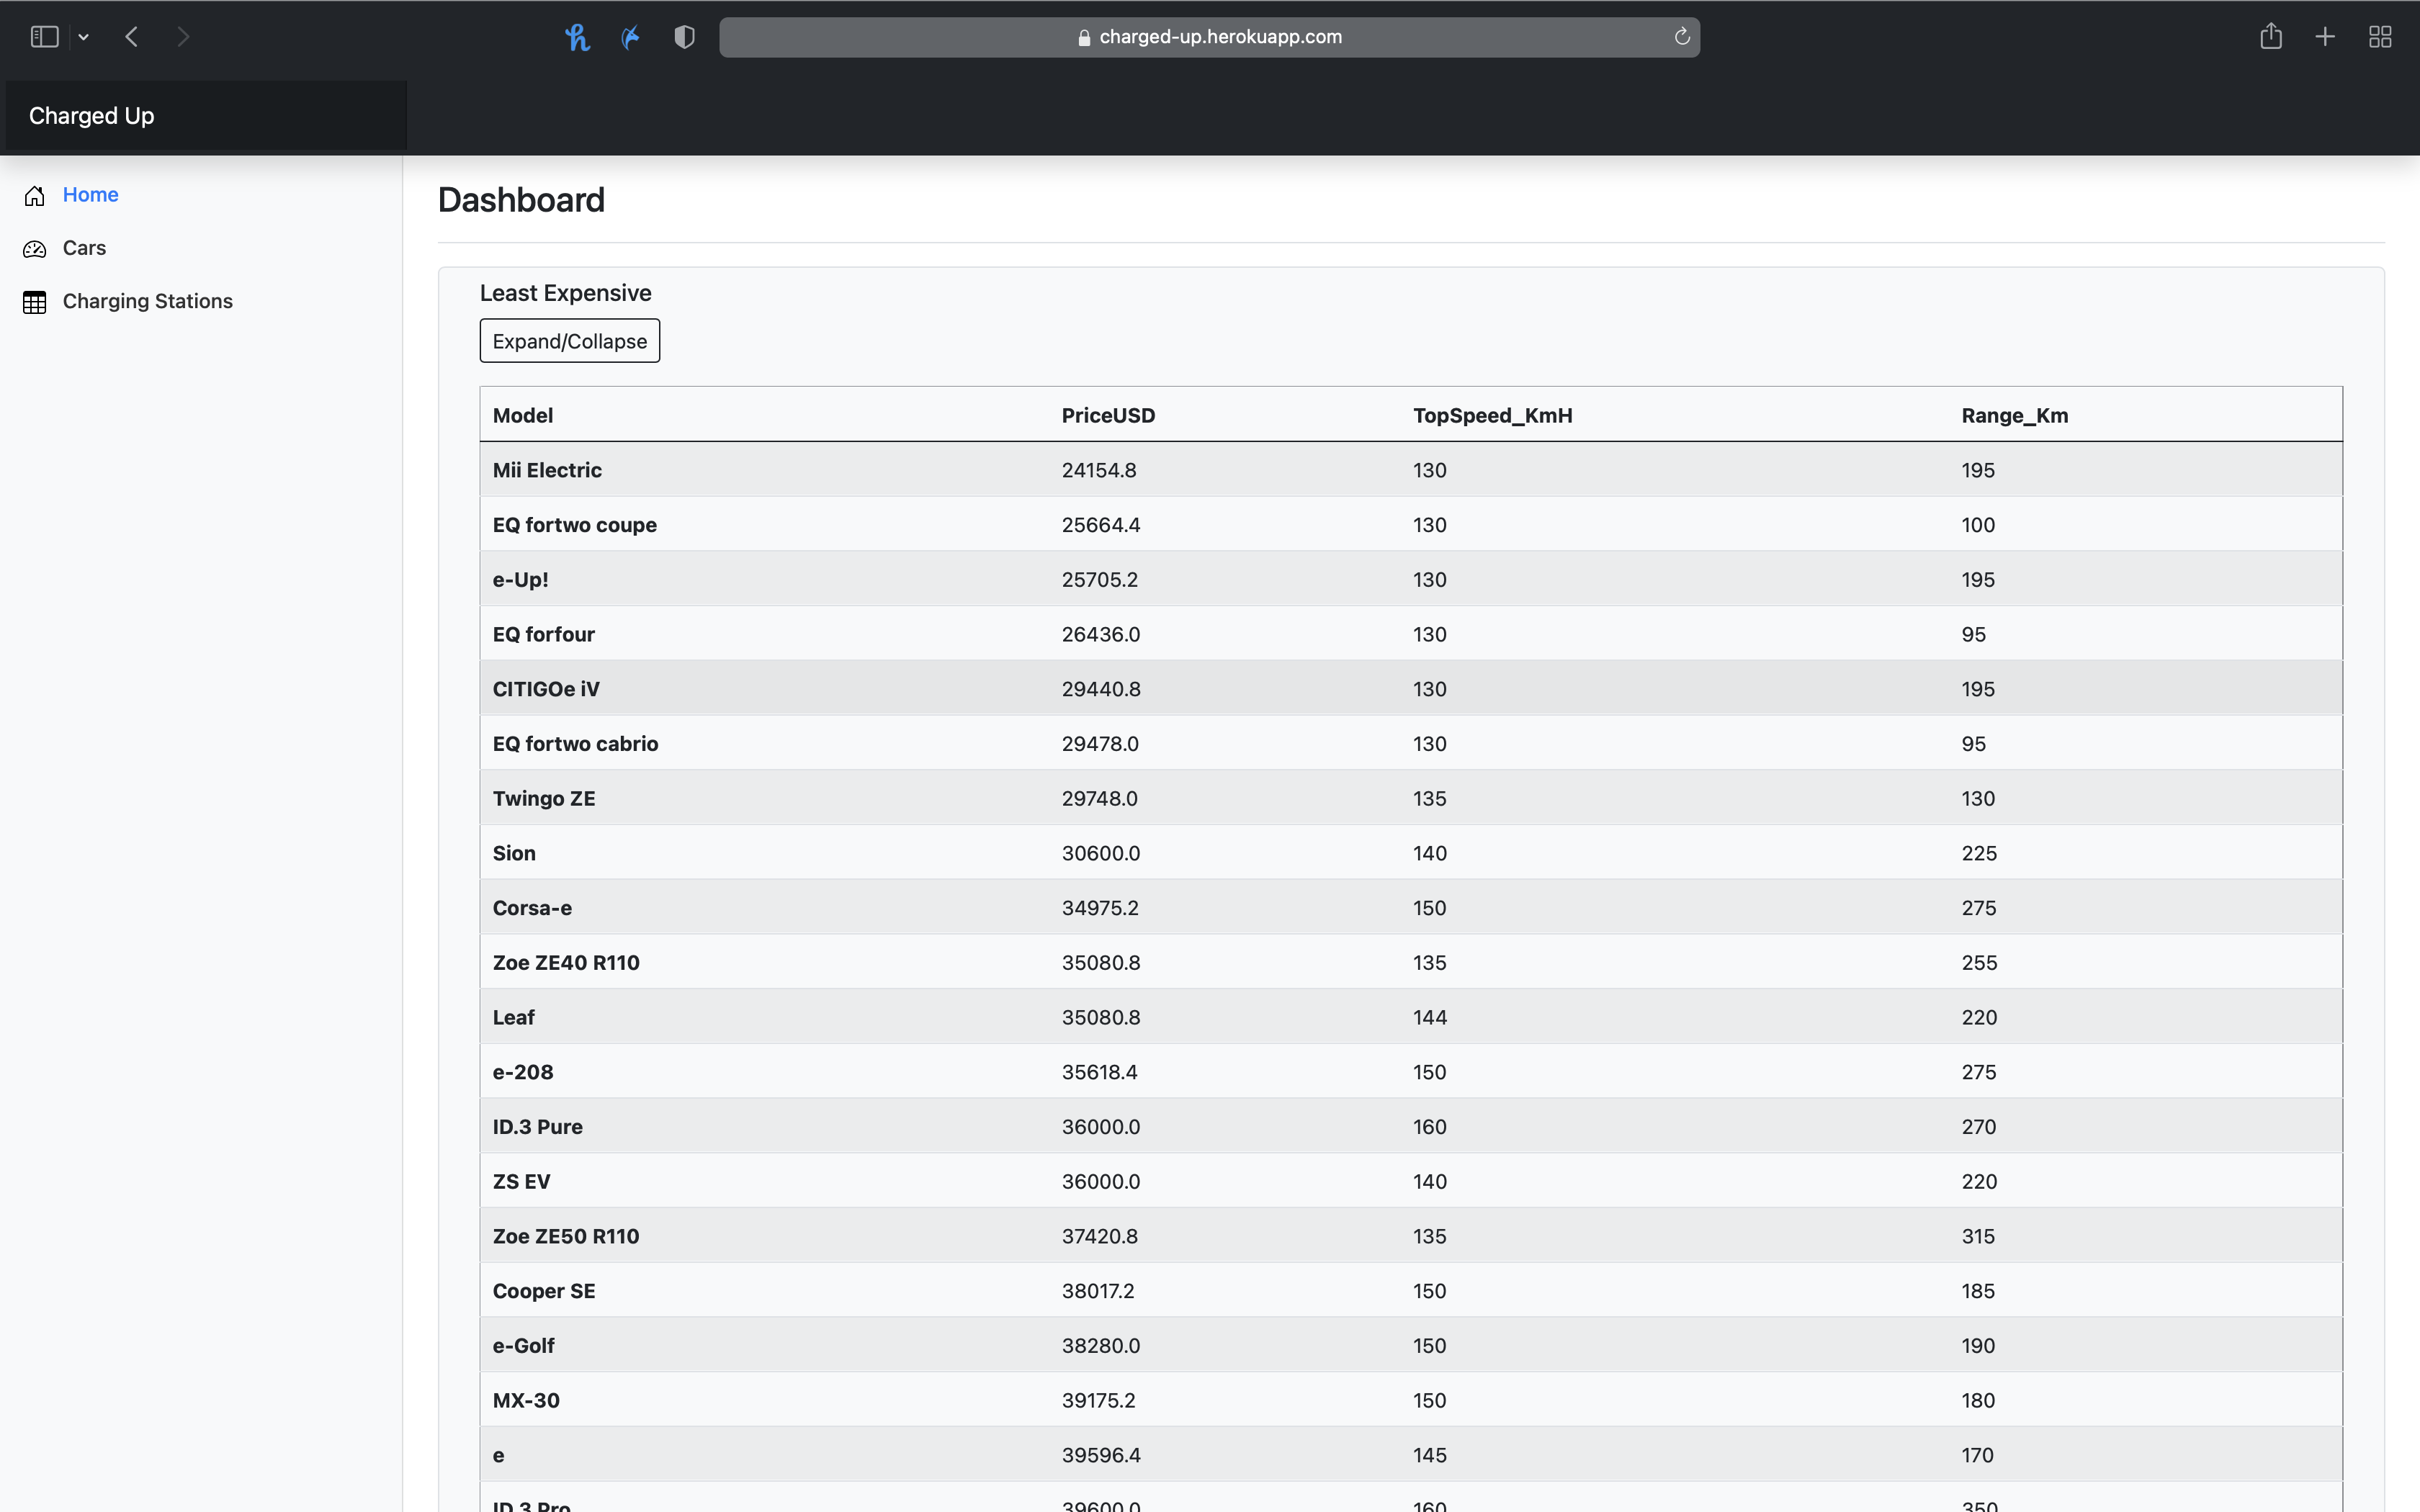 charged-up.herokuapp.com
Charged Up
Home
Cars
Charging Stations
Dashboard
Least Expensive
Expand/Collapse
Model PriceUSD TopSpeed_KmH Range_Km
Mii Electric 24154.8 130 195
EQ fortwo coupe 25664.4 130 100
e-Up! 25705.2 130 195
EQ forfour 26436.0 130 95
CITIGOe iV 29440.8 130 195
EQ fortwo cabrio 29478.0 130 95
Twingo ZE 29748.0 135 130
Sion 30600.0 140 225
Corsa-e 34975.2 150 275
Zoe ZE40 R110 35080.8 135 255
Leaf 35080.8 144 220
e-208 35618.4 150 275
ID.3 Pure 36000.0 160 270
ZS EV 36000.0 140 220
Zoe ZE50 R110 37420.8 135 315
Cooper SE 38017.2 150 185
e-Golf 38280.0 150 190
MX-30 39175.2 150 180
e 39596.4 145 170
ID.3 Pro 39600.0 160 350